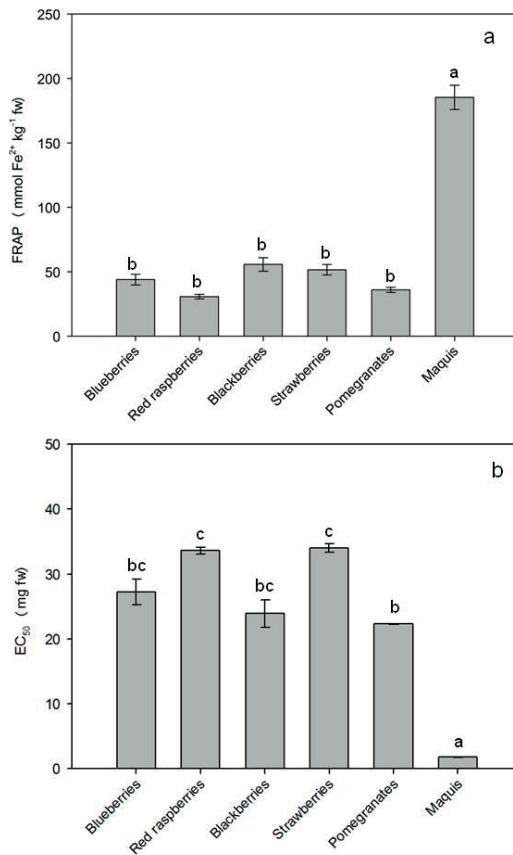 a
250
200
150
100
50
0
FRAP ( mmol Fe²⁺ kg⁻¹ fw)
b
b
b
b
b
a
Blueberries
Red raspberries
Blackberries
Strawberries
Pomegranates
Maquis
b
50
40
30
20
10
0
EC₅₀ ( mg fw)
bc
c
bc
c
b
a
Blueberries
Red raspberries
Blackberries
Strawberries
Pomegranates
Maquis